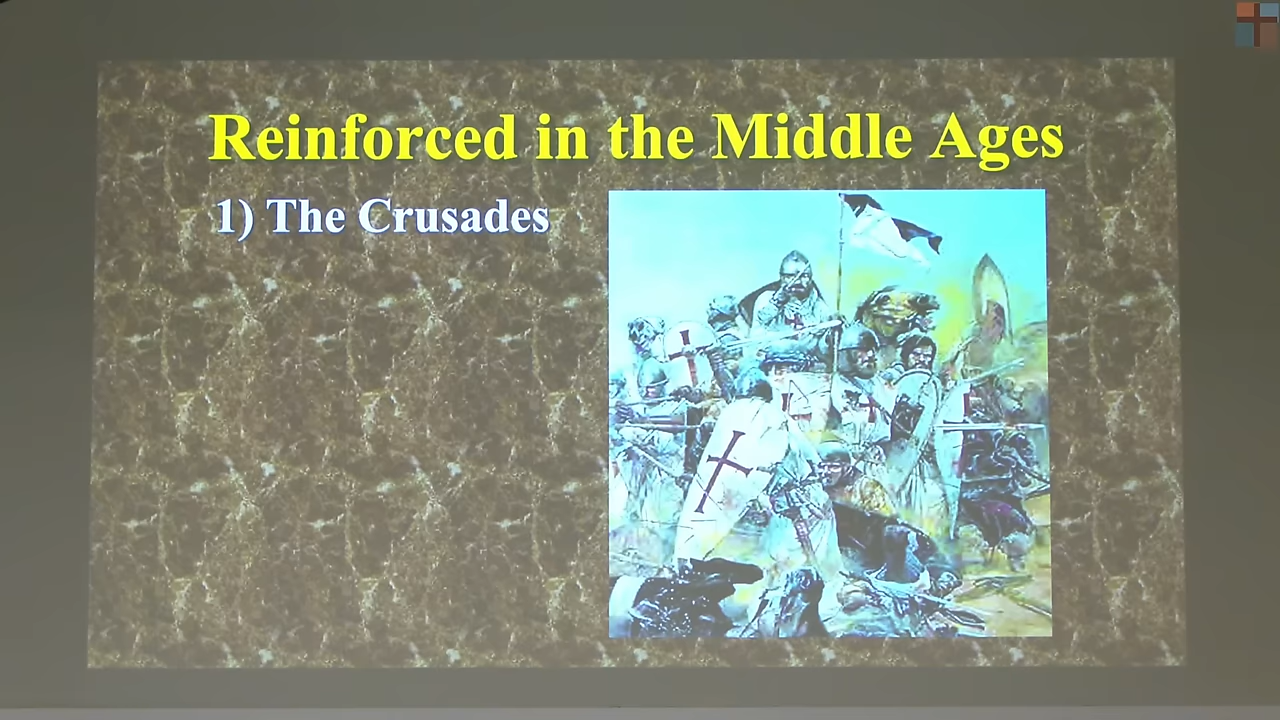 Reinforced in the Middle Ages
1) The Crusades